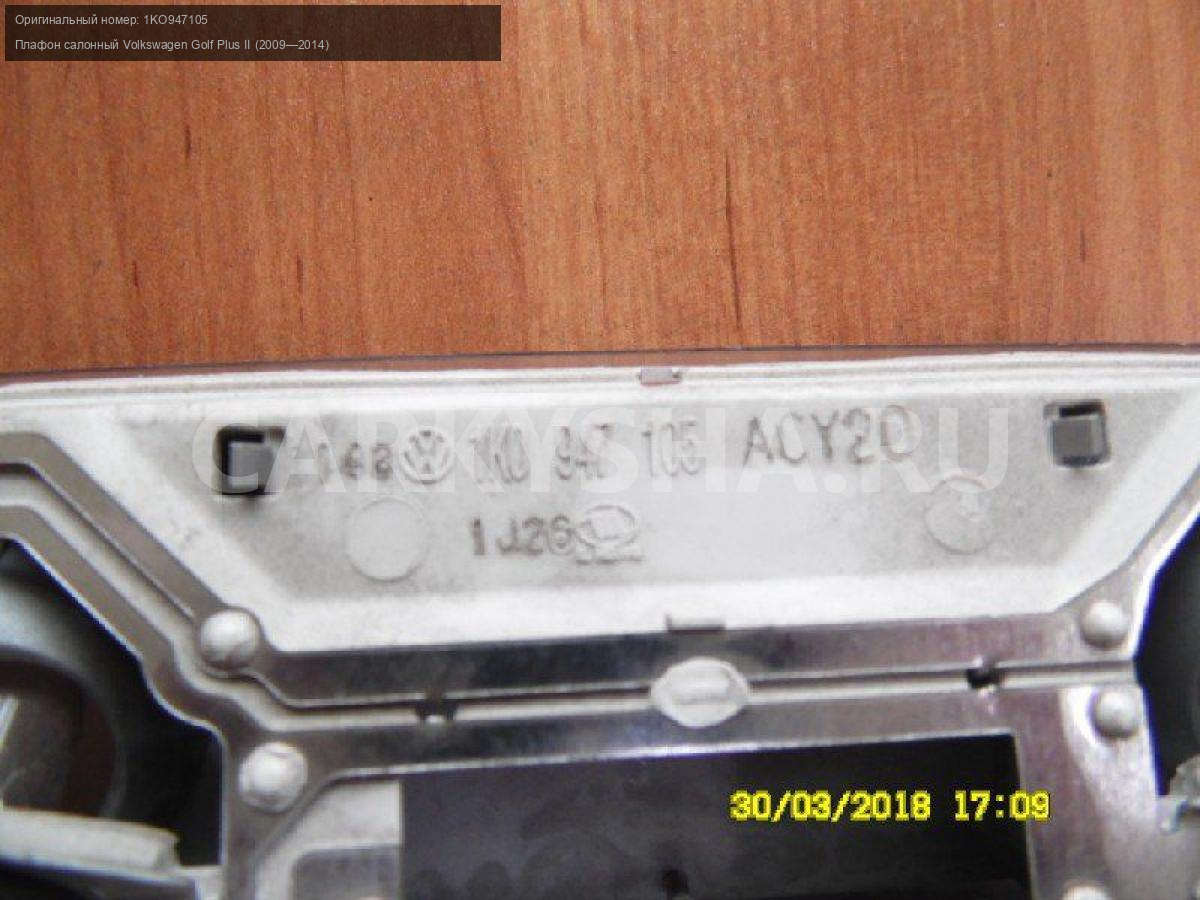 Оригинальный номер: 1KO947105
Плафон салонный Volkswagen Golf Plus II (2009—2014)
1K0 947 105 ACY20
CARKYSHA.RU
1J26
30/03/2018 17:09